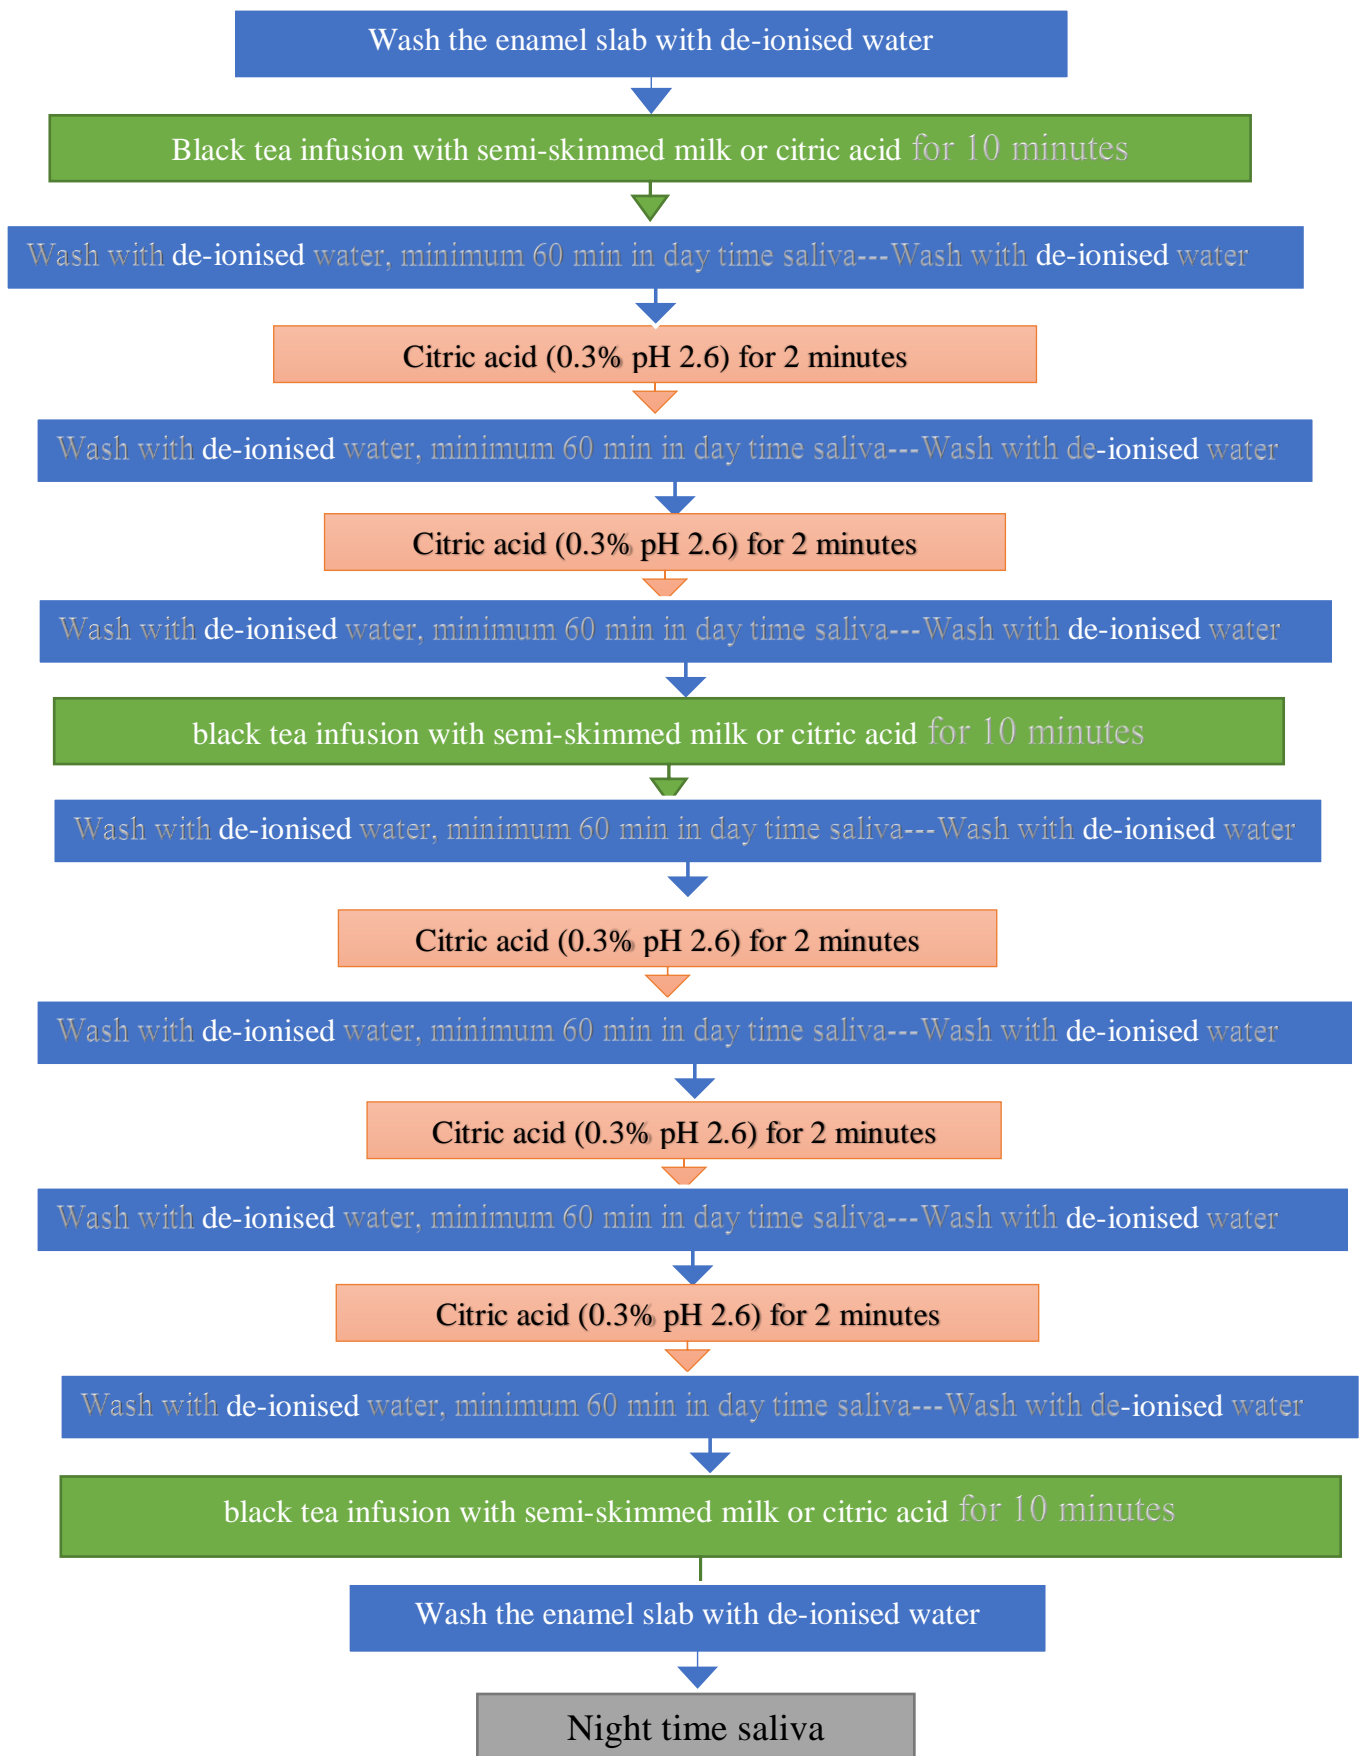 Wash the enamel slab with de-ionised water
Black tea infusion with semi-skimmed milk or citric acid for 10 minutes
Wash with de-ionised water, minimum 60 min in day time saliva---Wash with de-ionised water
Citric acid (0.3% pH 2.6) for 2 minutes
Wash with de-ionised water, minimum 60 min in day time saliva---Wash with de-ionised water
Citric acid (0.3% pH 2.6) for 2 minutes
Wash with de-ionised water, minimum 60 min in day time saliva---Wash with de-ionised water
black tea infusion with semi-skimmed milk or citric acid for 10 minutes
Wash with de-ionised water, minimum 60 min in day time saliva---Wash with de-ionised water
Citric acid (0.3% pH 2.6) for 2 minutes
Wash with de-ionised water, minimum 60 min in day time saliva---Wash with de-ionised water
Citric acid (0.3% pH 2.6) for 2 minutes
Wash with de-ionised water, minimum 60 min in day time saliva---Wash with de-ionised water
Citric acid (0.3% pH 2.6) for 2 minutes
Wash with de-ionised water, minimum 60 min in day time saliva---Wash with de-ionised water
black tea infusion with semi-skimmed milk or citric acid for 10 minutes
Wash the enamel slab with de-ionised water
Night time saliva